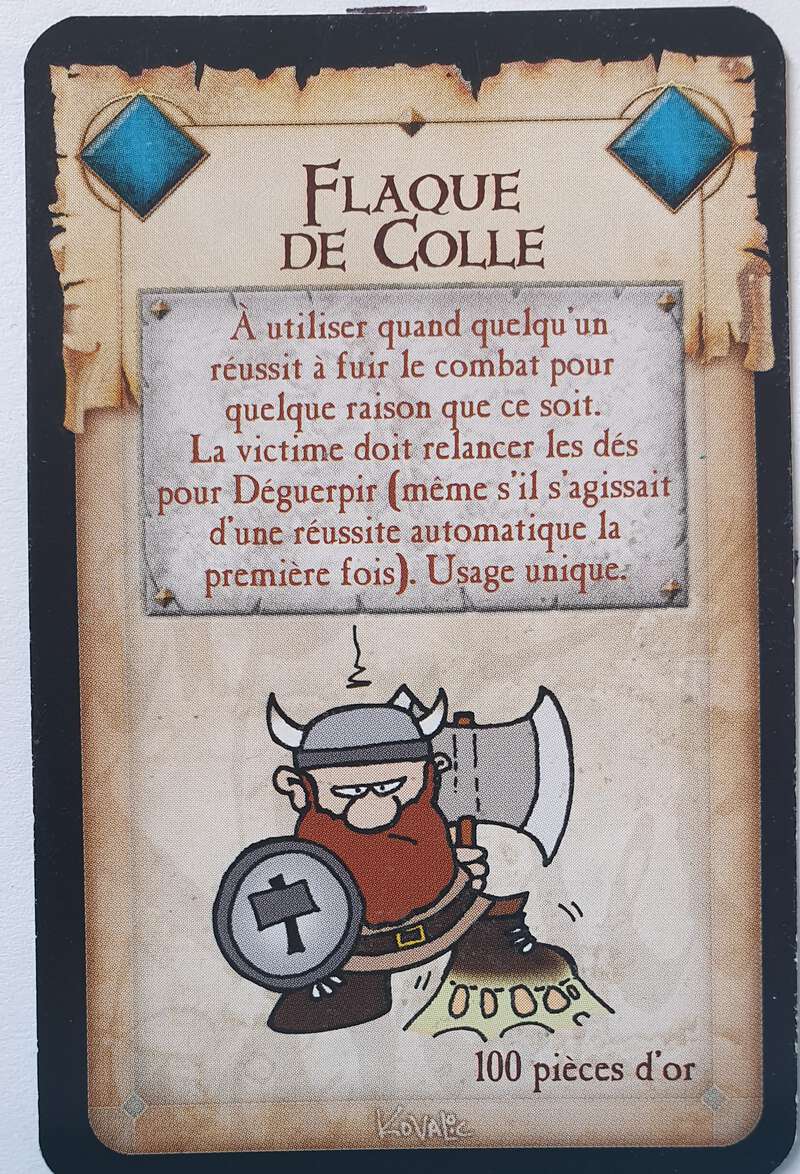 Flaque
de Colle
À utiliser quand quelqu'un
réussit à fuir le combat pour
quelque raison que ce soit.
La victime doit relancer les dés
pour Déguerpir (même s'il s'agissait
d'une réussite automatique la
première fois). Usage unique.
100 pièces d'or
Kovalic